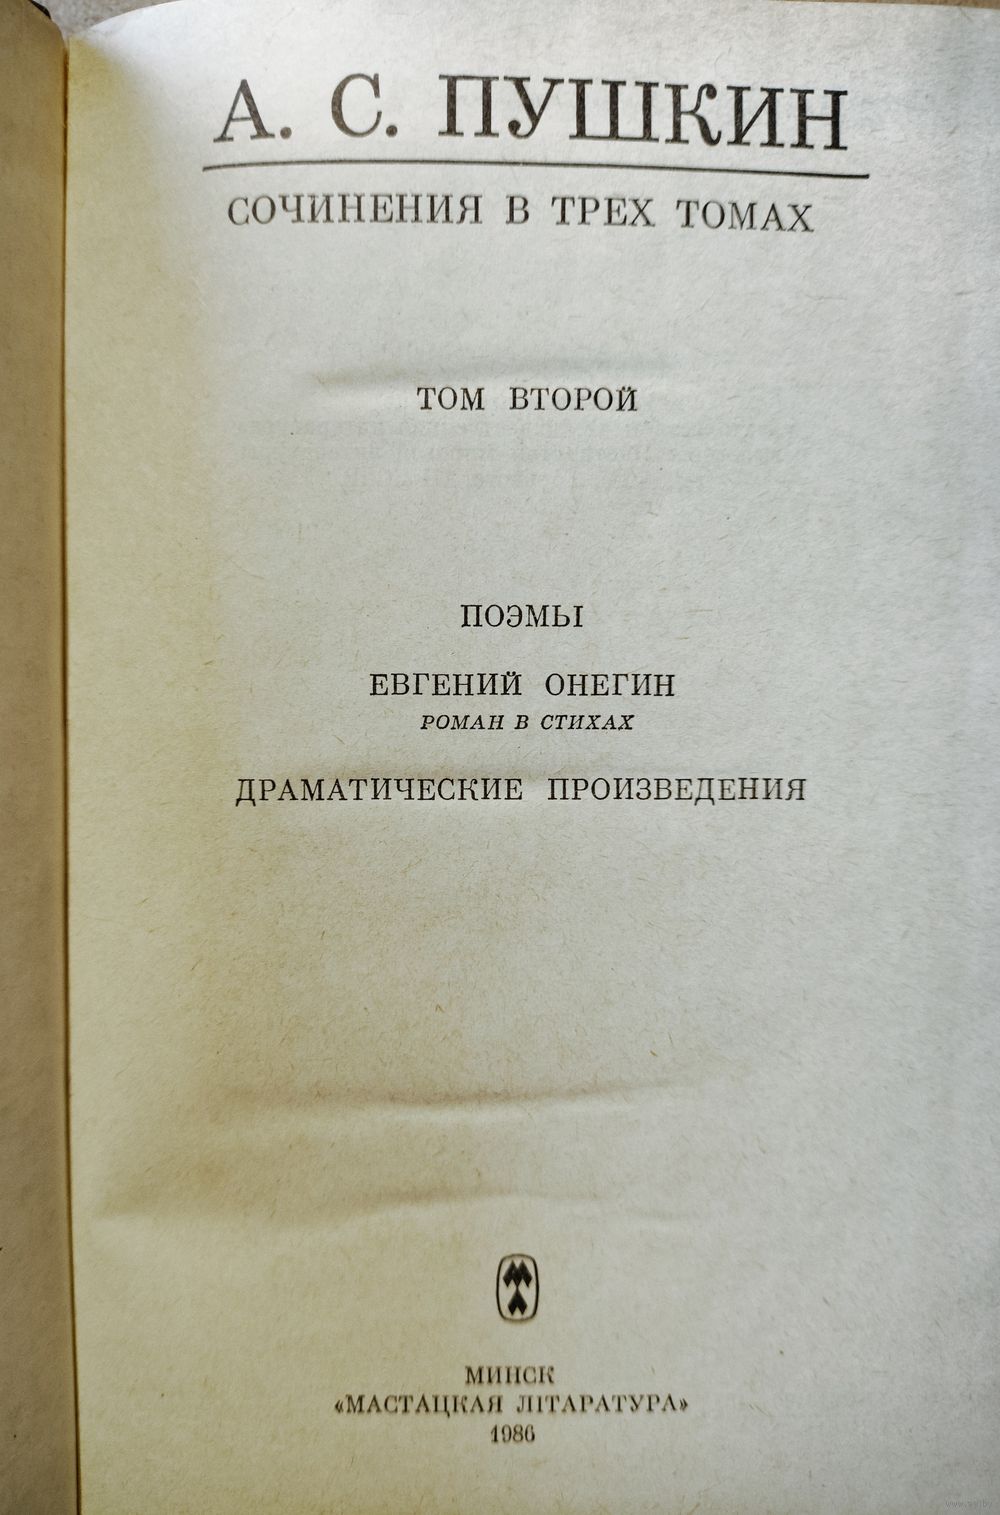 А. С. ПУШКИН
СОЧИНЕНИЯ В ТРЕХ ТОМАХ
ТОМ ВТОРОЙ
ПОЭМЫ
ЕВГЕНИЙ ОНЕГИН
РОМАН В СТИХАХ
ДРАМАТИЧЕСКИЕ ПРОИЗВЕДЕНИЯ
МИНСК
«МАСТАЦКАЯ ЛІТАРАТУРА»
1986